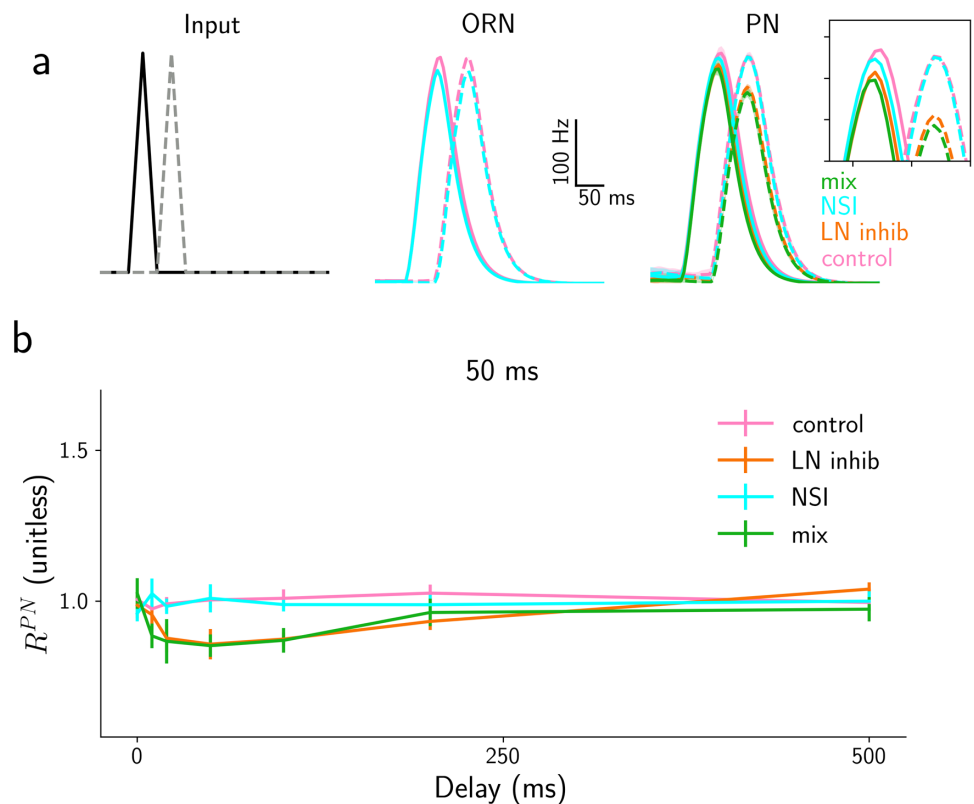 a
Input
ORN
PN
100 Hz
50 ms
mix
NSI
LN inhib
control
b
50 ms
control
LN inhib
NSI
mix
R^{PN} (unitless)
1.5
1.0
0
250
500
Delay (ms)